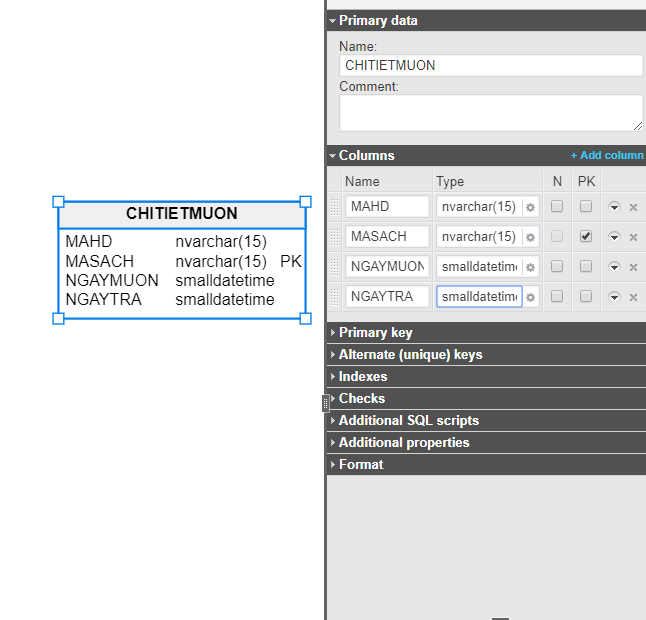 CHITIETMUON
MAHD nvarchar(15)
MASACH nvarchar(15) PK
NGAYMUON smalldatetime
NGAYTRA smalldatetime
Primary data
Name:
CHITIETMUON
Comment:
Columns + Add column
Name Type N PK
MAHD nvarchar(15)
MASACH nvarchar(15)
NGAYMUON smalldatetim
NGAYTRA smalldatetim
Primary key
Alternate (unique) keys
Indexes
Checks
Additional SQL scripts
Additional properties
Format